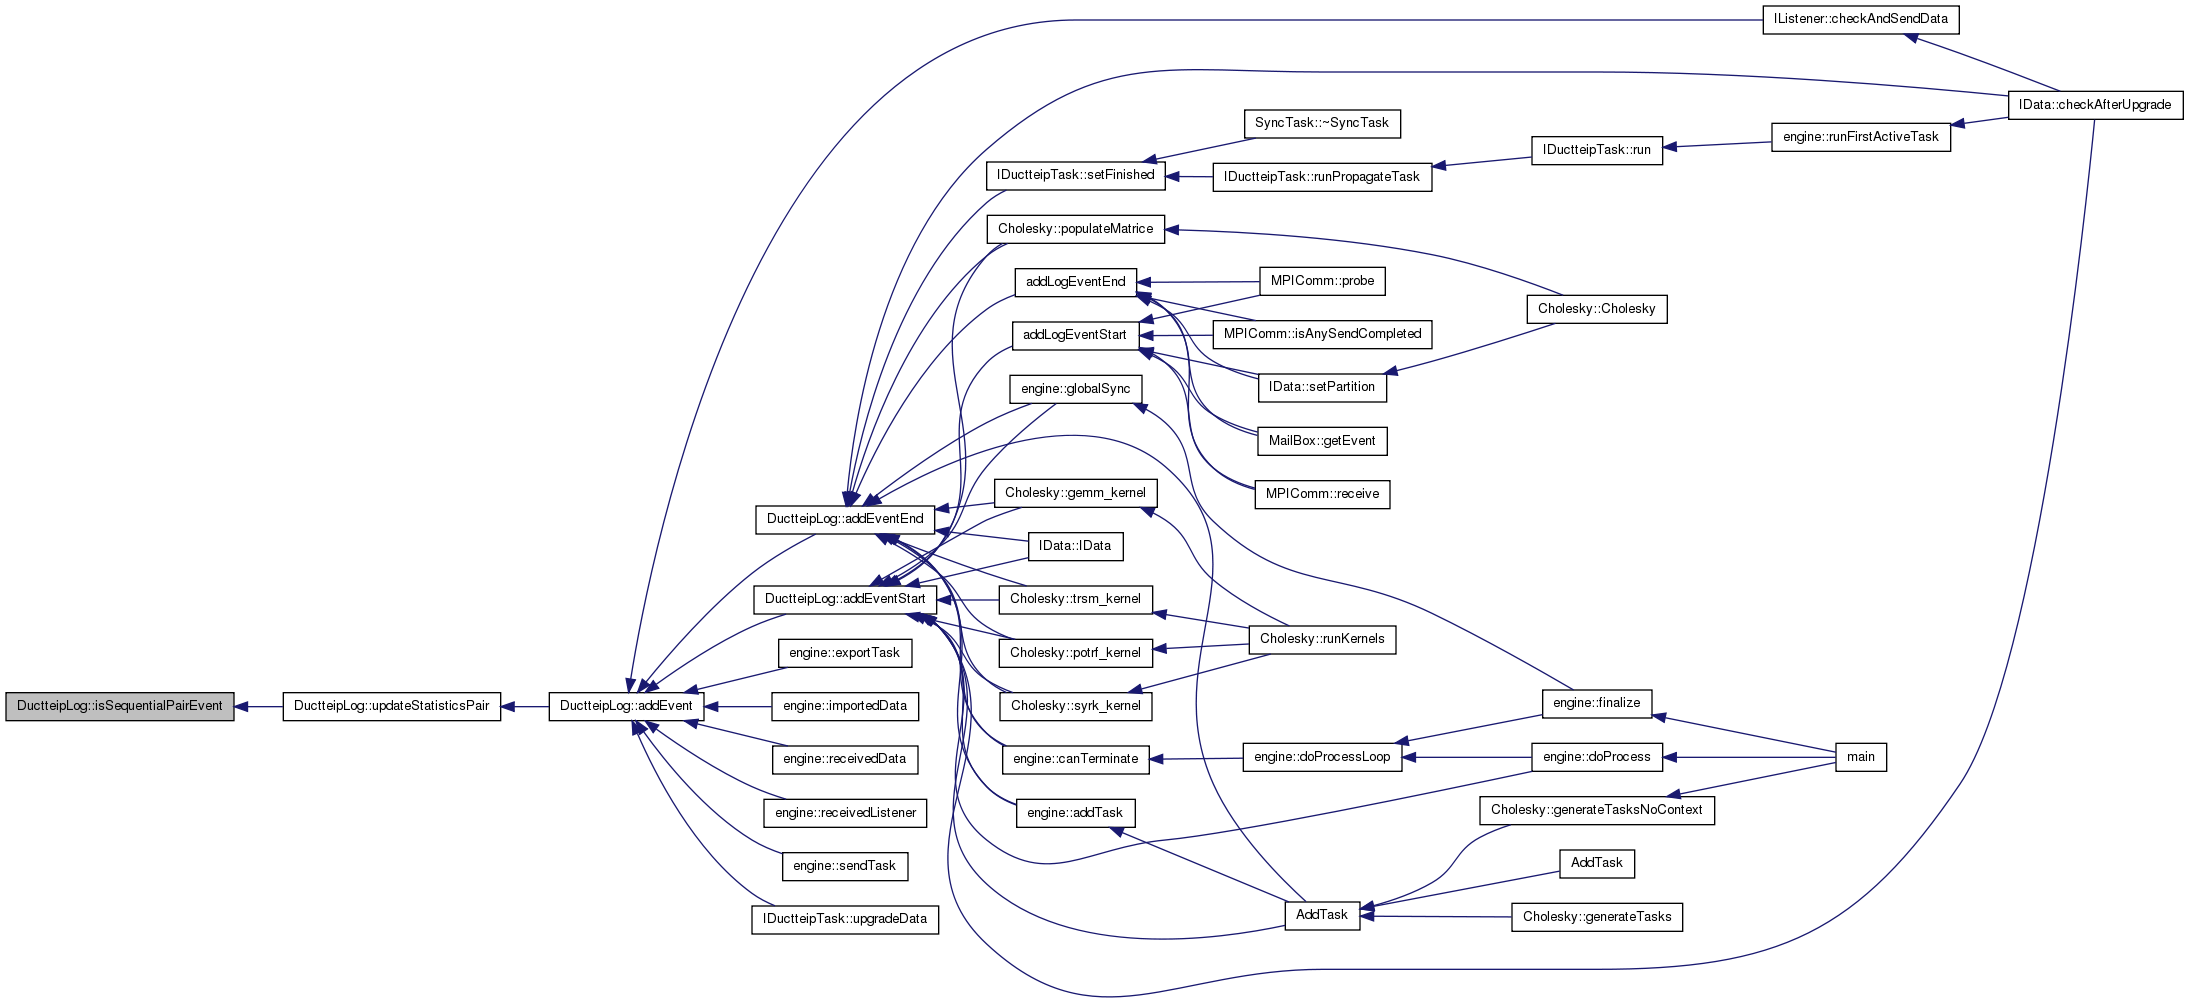 IListener::checkAndSendData
IData::checkAfterUpgrade
SyncTask::~SyncTask
engine::runFirstActiveTask
IDuctteipTask::run
IDuctteipTask::setFinished
IDuctteipTask::runPropagateTask
Cholesky::populateMatrice
addLogEventEnd
MPIComm::probe
Cholesky::Cholesky
addLogEventStart
MPIComm::isAnySendCompleted
engine::globalSync
IData::setPartition
MailBox::getEvent
Cholesky::gemm_kernel
MPIComm::receive
DuctteipLog::addEventEnd
IData::IData
DuctteipLog::addEventStart
Cholesky::trsm_kernel
Cholesky::runKernels
engine::exportTask
Cholesky::potrf_kernel
DuctteipLog::isSequentialPairEvent
DuctteipLog::updateStatisticsPair
DuctteipLog::addEvent
engine::importedData
Cholesky::syrk_kernel
engine::finalize
engine::receivedData
engine::canTerminate
engine::doProcessLoop
engine::doProcess
main
engine::receivedListener
engine::addTask
Cholesky::generateTasksNoContext
engine::sendTask
AddTask
IDuctteipTask::upgradeData
AddTask
Cholesky::generateTasks